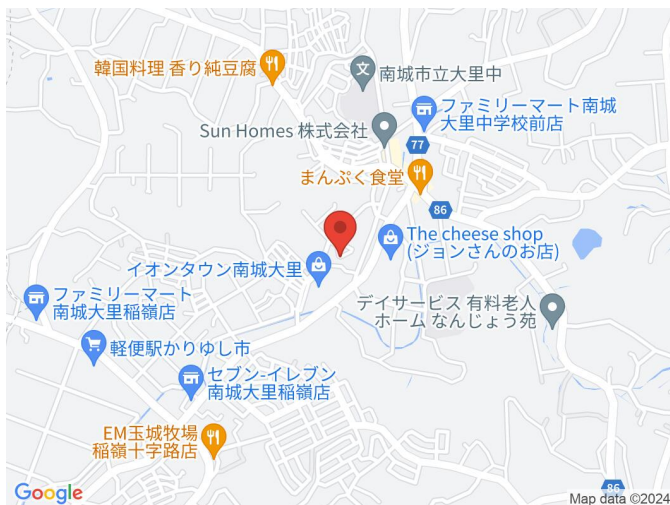 韓国料理 香り純豆腐
南城市立大里中
ファミリーマート南城
大里中学校前店
Sun Homes 株式会社
77
まんぷく食堂
86
The cheese shop
(ジョンさんのお店)
イオンタウン南城大里
ファミリーマート
南城大里稲嶺店
デイサービス 有料老人
ホーム なんじょう苑
軽便駅かりゆし市
セブン-イレブン
南城大里稲嶺店
EM玉城牧場
稲嶺十字路店
86
Google
Map data ©2024